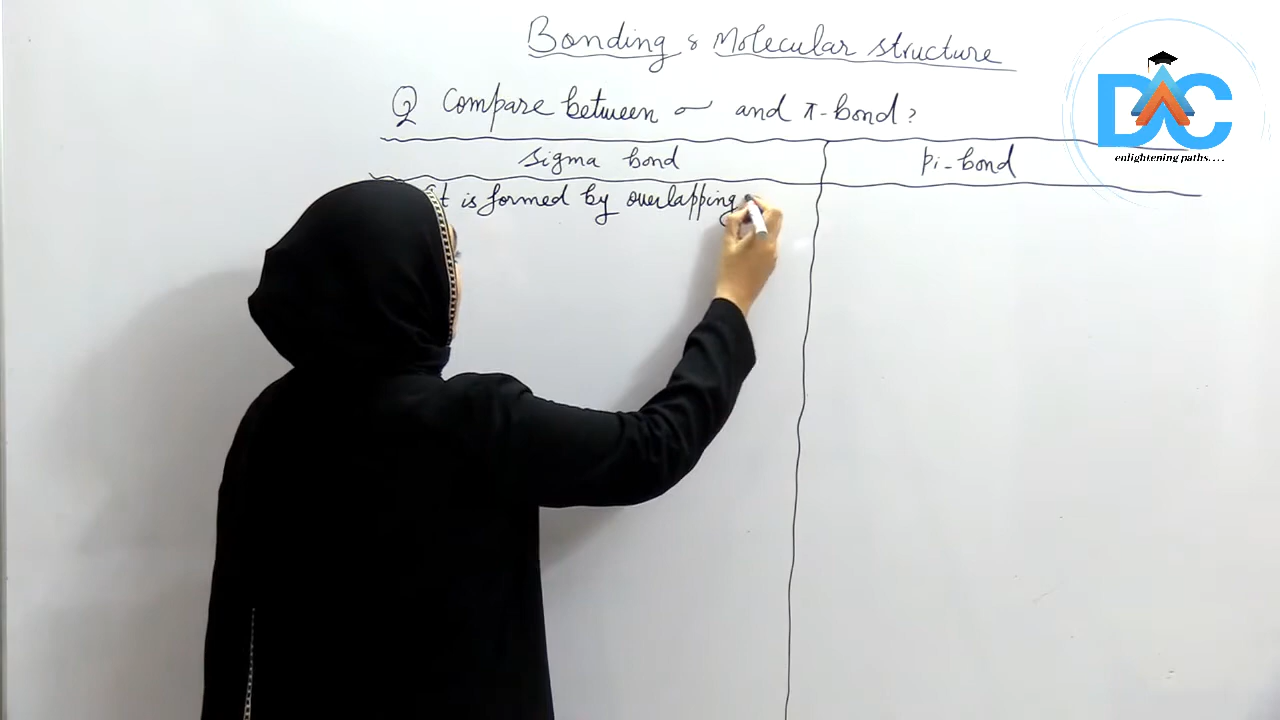 Bonding & Molecular structure
Q Compare between σ and π-bond?
Sigma bond
Pi-bond
It is formed by overlapping
DAC
enlightening paths....